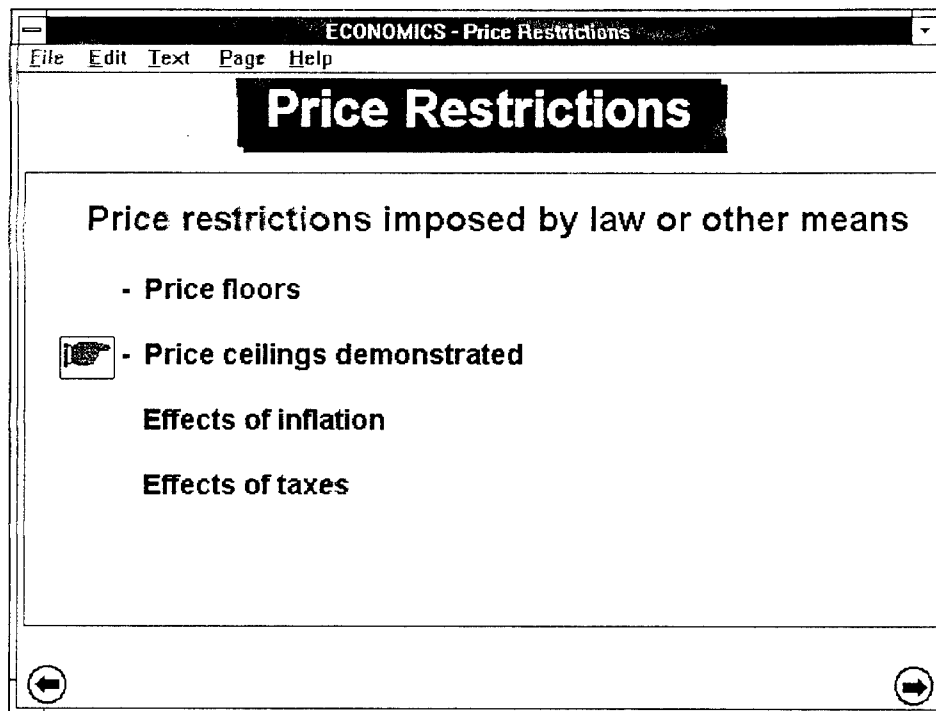 ECONOMICS - Price Restrictions
File Edit Text Page Help
Price Restrictions
Price restrictions imposed by law or other means
- Price floors
- Price ceilings demonstrated
Effects of inflation
Effects of taxes